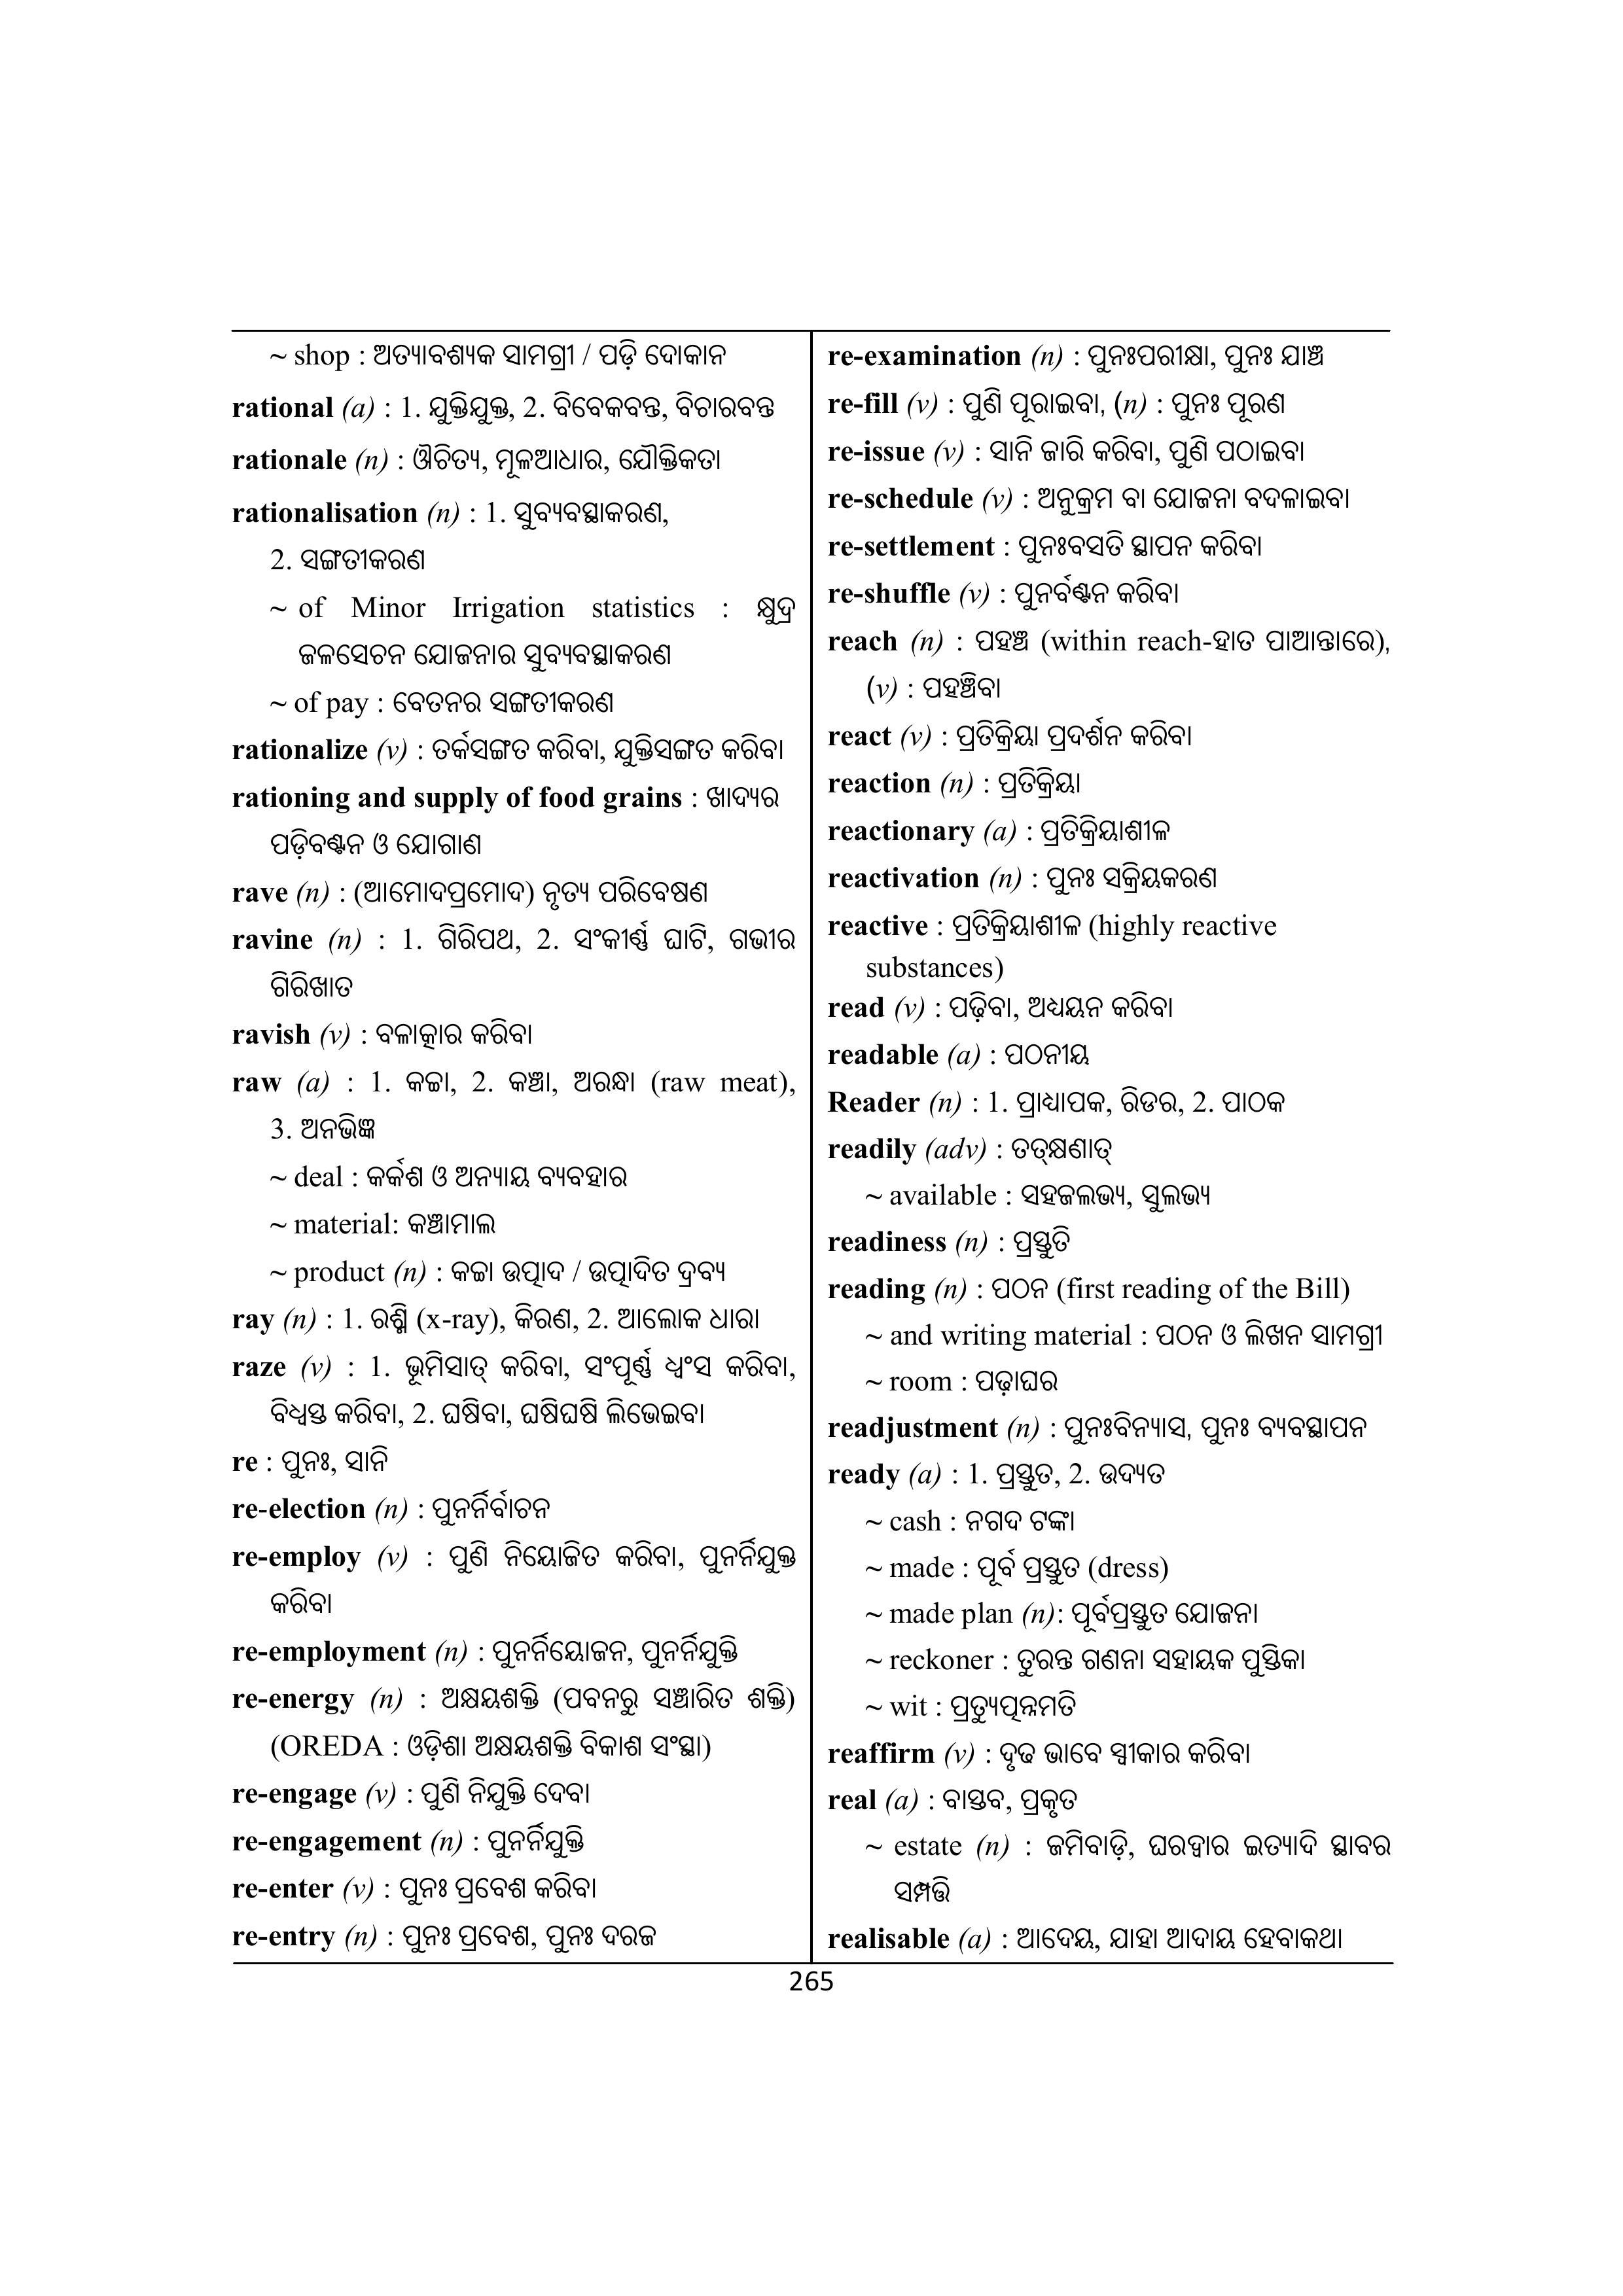 ~ shop : ଅତ୍ୟାବଶ୍ୟକ ସାମଗ୍ରୀ / ପଡ଼ି ଦୋକାନ
rational (a) : 1. ଯୁକ୍ତିଯୁକ୍ତ, 2. ବିବେକବନ୍ତ, ବିଚାରବନ୍ତ
rationale (n) : ଔଚିତ୍ୟ, ମୂଳଆଧାର, ଯୌକ୍ତିକତା
rationalisation (n) : 1. ସୁବ୍ୟବସ୍ଥାକରଣ,
2. ସଙ୍ଗତୀକରଣ
~ of Minor Irrigation statistics : କ୍ଷୁଦ୍ର
ଜଳସେଚନ ଯୋଜନାର ସୁବ୍ୟବସ୍ଥାକରଣ
~ of pay : ବେତନର ସଙ୍ଗତୀକରଣ
rationalize (v) : ତର୍କସଙ୍ଗତ କରିବା, ଯୁକ୍ତିସଙ୍ଗତ କରିବା
rationing and supply of food grains : ଖାଦ୍ୟର
ପଡ଼ିବଣ୍ଟନ ଓ ଯୋଗାଣ
rave (n) : (ଆମୋଦପ୍ରମୋଦ) ନୃତ୍ୟ ପରିବେଷଣ
ravine (n) : 1. ଗିରିପଥ, 2. ସଂକୀର୍ଣ୍ଣ ଘାଟି, ଗଭୀର
ଗିରିଖାତ
ravish (v) : ବଳାତ୍କାର କରିବା
raw (a) : 1. କଚ୍ଚା, 2. କଞ୍ଚା, ଅରନ୍ଧା (raw meat),
3. ଅନଭିଜ୍ଞ
~ deal : କର୍କଶ ଓ ଅନ୍ୟାୟ ବ୍ୟବହାର
~ material: କଞ୍ଚାମାଲ
~ product (n) : କଚ୍ଚା ଉତ୍ପାଦ / ଉତ୍ପାଦିତ ଦ୍ରବ୍ୟ
ray (n) : 1. ରଶ୍ମି (x-ray), କିରଣ, 2. ଆଲୋକ ଧାରା
raze (v) : 1. ଭୂମିସାତ୍ କରିବା, ସଂପୂର୍ଣ୍ଣ ଧ୍ୱଂସ କରିବା,
ବିଧ୍ୱସ୍ତ କରିବା, 2. ଘଷିବା, ଘଷିଘଷି ଲିଭେଇବା
re : ପୁନଃ, ସାନି
re-election (n) : ପୁନର୍ନିର୍ବାଚନ
re-employ (v) : ପୁଣି ନିୟୋଜିତ କରିବା, ପୁନର୍ନିଯୁକ୍ତ
କରିବା
re-employment (n) : ପୁନର୍ନିୟୋଜନ, ପୁନର୍ନିଯୁକ୍ତି
re-energy (n) : ଅକ୍ଷୟଶକ୍ତି (ପବନରୁ ସଞ୍ଚାରିତ ଶକ୍ତି)
(OREDA : ଓଡ଼ିଶା ଅକ୍ଷୟଶକ୍ତି ବିକାଶ ସଂସ୍ଥା)
re-engage (v) : ପୁଣି ନିଯୁକ୍ତି ଦେବା
re-engagement (n) : ପୁନର୍ନିଯୁକ୍ତି
re-enter (v) : ପୁନଃ ପ୍ରବେଶ କରିବା
re-entry (n) : ପୁନଃ ପ୍ରବେଶ, ପୁନଃ ଦରଜ
re-examination (n) : ପୁନଃପରୀକ୍ଷା, ପୁନଃ ଯାଞ୍ଚ
re-fill (v) : ପୁଣି ପୂରାଇବା, (n) : ପୁନଃ ପୂରଣ
re-issue (v) : ସାନି ଜାରି କରିବା, ପୁଣି ପଠାଇବା
re-schedule (v) : ଅନୁକ୍ରମ ବା ଯୋଜନା ବଦଳାଇବା
re-settlement : ପୁନଃବସତି ସ୍ଥାପନ କରିବା
re-shuffle (v) : ପୁନର୍ବଣ୍ଟନ କରିବା
reach (n) : ପହଞ୍ଚ (within reach-ହାତ ପାଆନ୍ତାରେ),
(v) : ପହଞ୍ଚିବା
react (v) : ପ୍ରତିକ୍ରିୟା ପ୍ରଦର୍ଶନ କରିବା
reaction (n) : ପ୍ରତିକ୍ରିୟା
reactionary (a) : ପ୍ରତିକ୍ରିୟାଶୀଳ
reactivation (n) : ପୁନଃ ସକ୍ରିୟକରଣ
reactive : ପ୍ରତିକ୍ରିୟାଶୀଳ (highly reactive
substances)
read (v) : ପଢ଼ିବା, ଅଧ୍ୟୟନ କରିବା
readable (a) : ପଠନୀୟ
Reader (n) : 1. ପ୍ରାଧ୍ୟାପକ, ରିଡର, 2. ପାଠକ
readily (adv) : ତତ୍‌କ୍ଷଣାତ୍
~ available : ସହଜଲଭ୍ୟ, ସୁଲଭ୍ୟ
readiness (n) : ପ୍ରସ୍ତୁତି
reading (n) : ପଠନ (first reading of the Bill)
~ and writing material : ପଠନ ଓ ଲିଖନ ସାମଗ୍ରୀ
~ room : ପଢ଼ାଘର
readjustment (n) : ପୁନଃବିନ୍ୟାସ, ପୁନଃ ବ୍ୟବସ୍ଥାପନ
ready (a) : 1. ପ୍ରସ୍ତୁତ, 2. ଉଦ୍ୟତ
~ cash : ନଗଦ ଟଙ୍କା
~ made : ପୂର୍ବ ପ୍ରସ୍ତୁତ (dress)
~ made plan (n): ପୂର୍ବପ୍ରସ୍ତୁତ ଯୋଜନା
~ reckoner : ତୁରନ୍ତ ଗଣନା ସହାୟକ ପୁସ୍ତିକା
~ wit : ପ୍ରତ୍ୟୁତ୍ପନ୍ନମତି
reaffirm (v) : ଦୃଢ ଭାବେ ସ୍ୱୀକାର କରିବା
real (a) : ବାସ୍ତବ, ପ୍ରକୃତ
~ estate (n) : ଜମିବାଡ଼ି, ଘରଦ୍ୱାର ଇତ୍ୟାଦି ସ୍ଥାବର
ସମ୍ପତ୍ତି
realisable (a) : ଆଦେୟ, ଯାହା ଆଦାୟ ହେବାକଥା
265